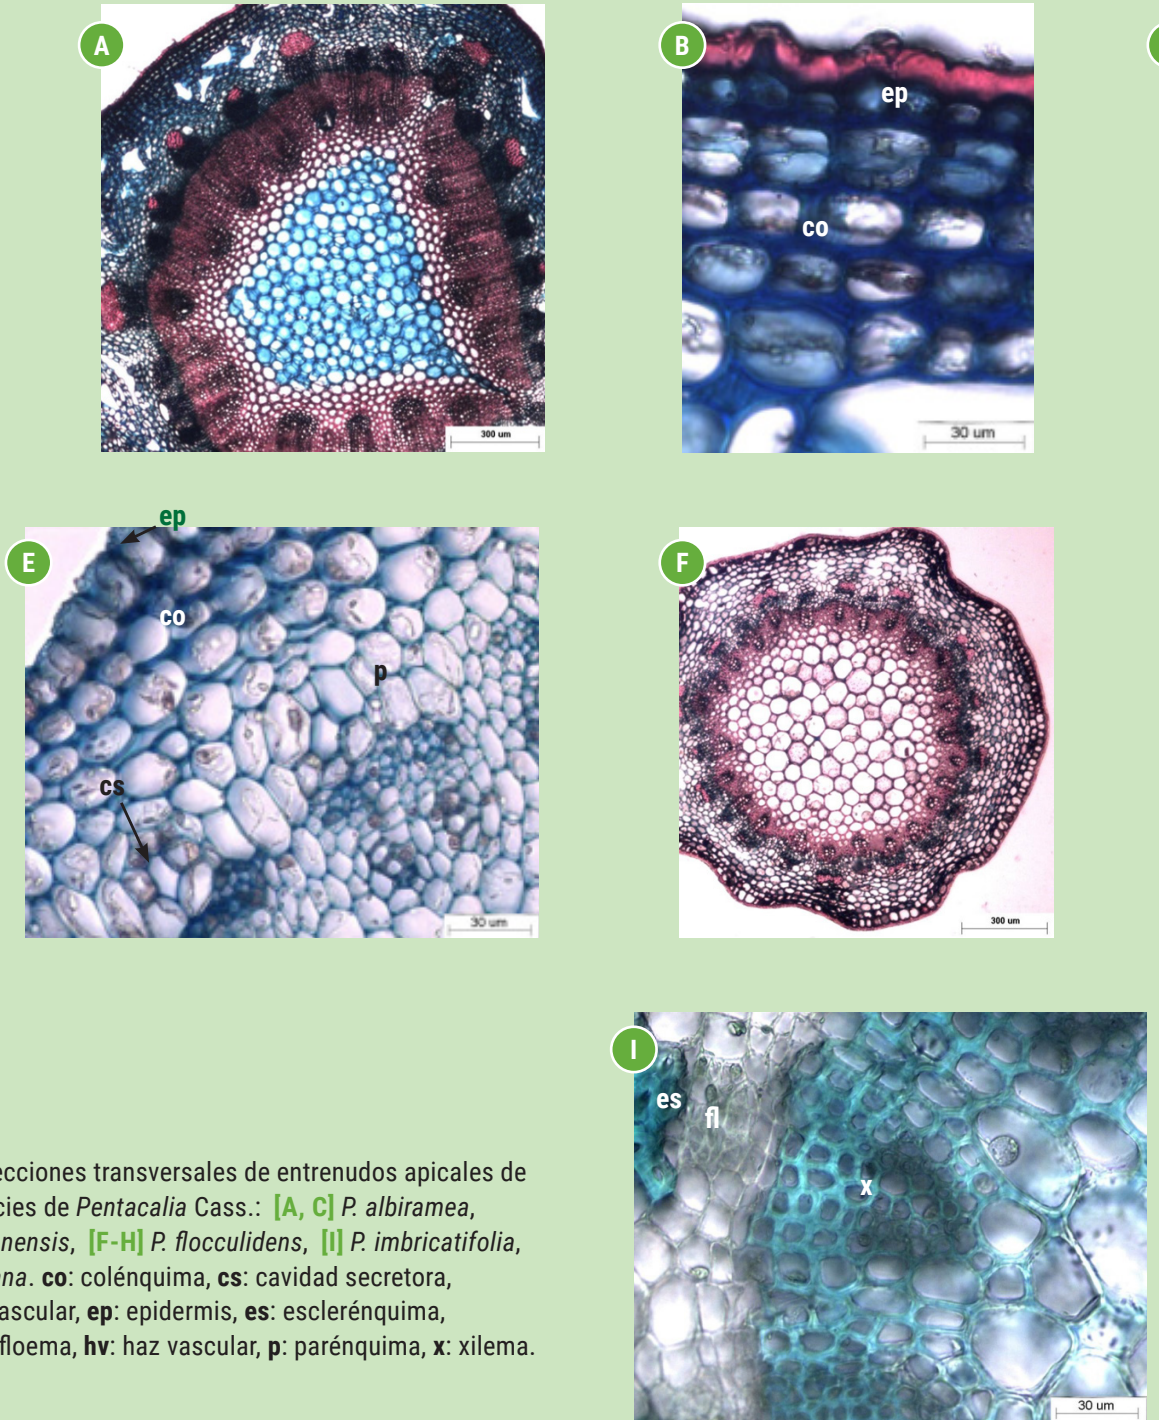 A
B
ep
co
300 um
30 um
ep
E
co
p
cs
30 um
F
300 um
I
es
fl
x
30 um
ecciones transversales de entrenudos apicales de
cies de Pentacalia Cass.: [A, C] P. albiramea,
nensis, [F-H] P. flocculidens, [I] P. imbricatifolia,
na. co: colénquima, cs: cavidad secretora,
ascular, ep: epidermis, es: esclerénquima,
floema, hv: haz vascular, p: parénquima, x: xilema.